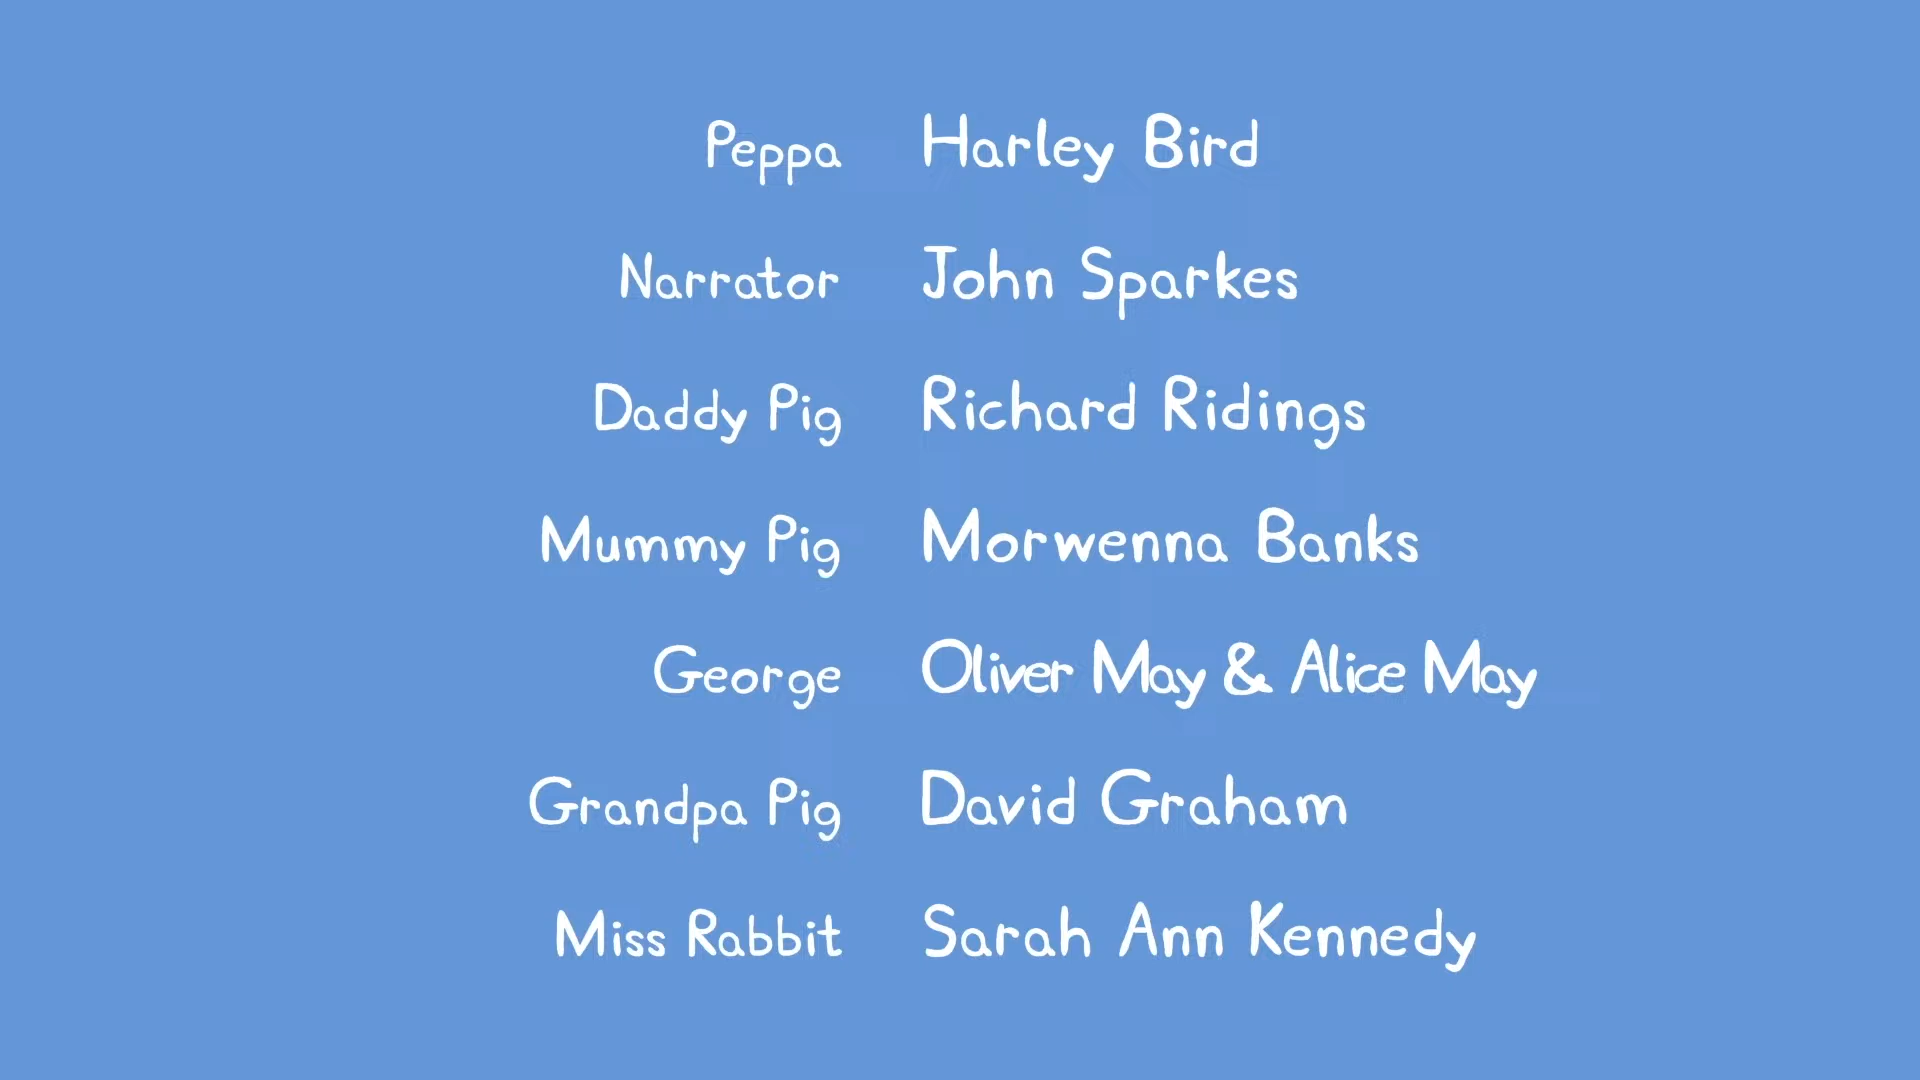 Peppa Harley Bird
Narrator John Sparkes
Daddy Pig Richard Ridings
Mummy Pig Morwenna Banks
George Oliver May & Alice May
Grandpa Pig David Graham
Miss Rabbit Sarah Ann Kennedy